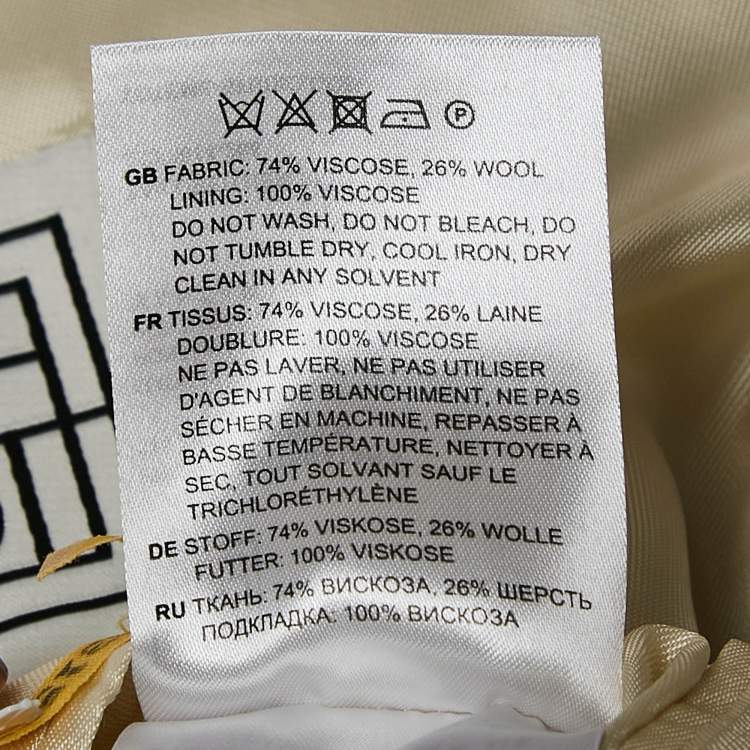 P
GB FABRIC: 74% VISCOSE, 26% WOOL
LINING: 100% VISCOSE
DO NOT WASH, DO NOT BLEACH, DO
NOT TUMBLE DRY, COOL IRON, DRY
CLEAN IN ANY SOLVENT
FR TISSUS: 74% VISCOSE, 26% LAINE
DOUBLURE: 100% VISCOSE
NE PAS LAVER, NE PAS UTILISER
D'AGENT DE BLANCHIMENT, NE PAS
SÉCHER EN MACHINE, REPASSER À
BASSE TEMPÉRATURE, NETTOYER À
SEC, TOUT SOLVANT SAUF LE
TRICHLORÉTHYLÈNE
DE STOFF: 74% VISKOSE, 26% WOLLE
FUTTER: 100% VISKOSE
RU ТКАНЬ: 74% ВИСКОЗА, 26% ШЕРСТЬ
ПОДКЛАДКА: 100% ВИСКОЗА